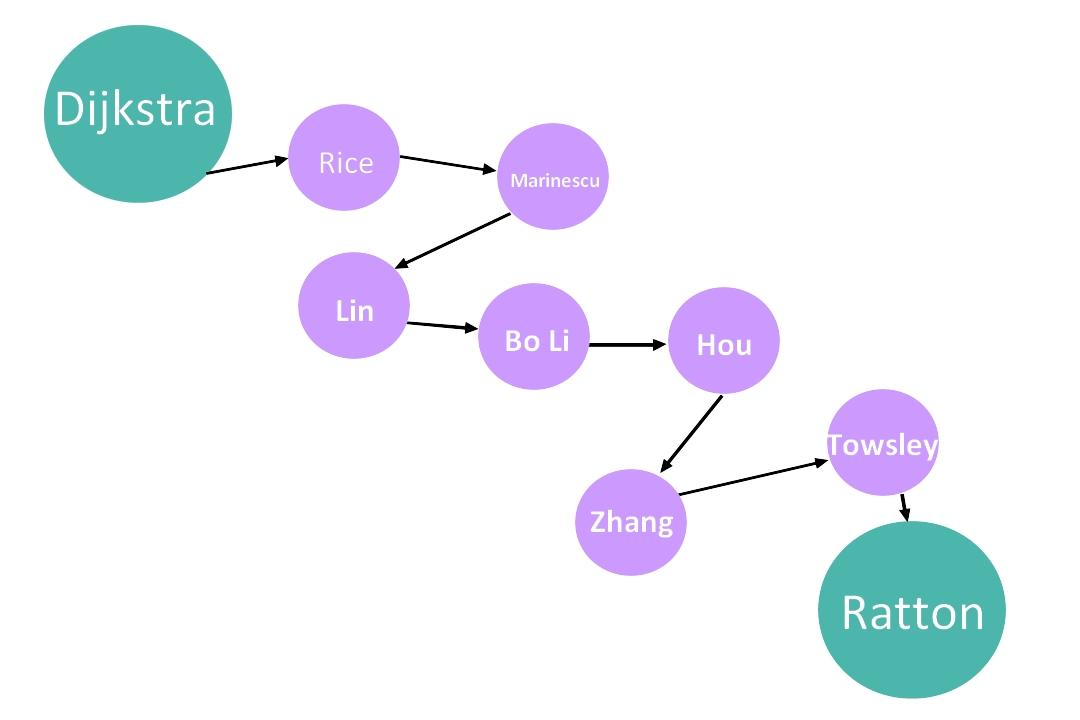 Dijkstra
Rice
Marinescu
Lin
Bo Li
Hou
Towsley
Zhang
Ratton